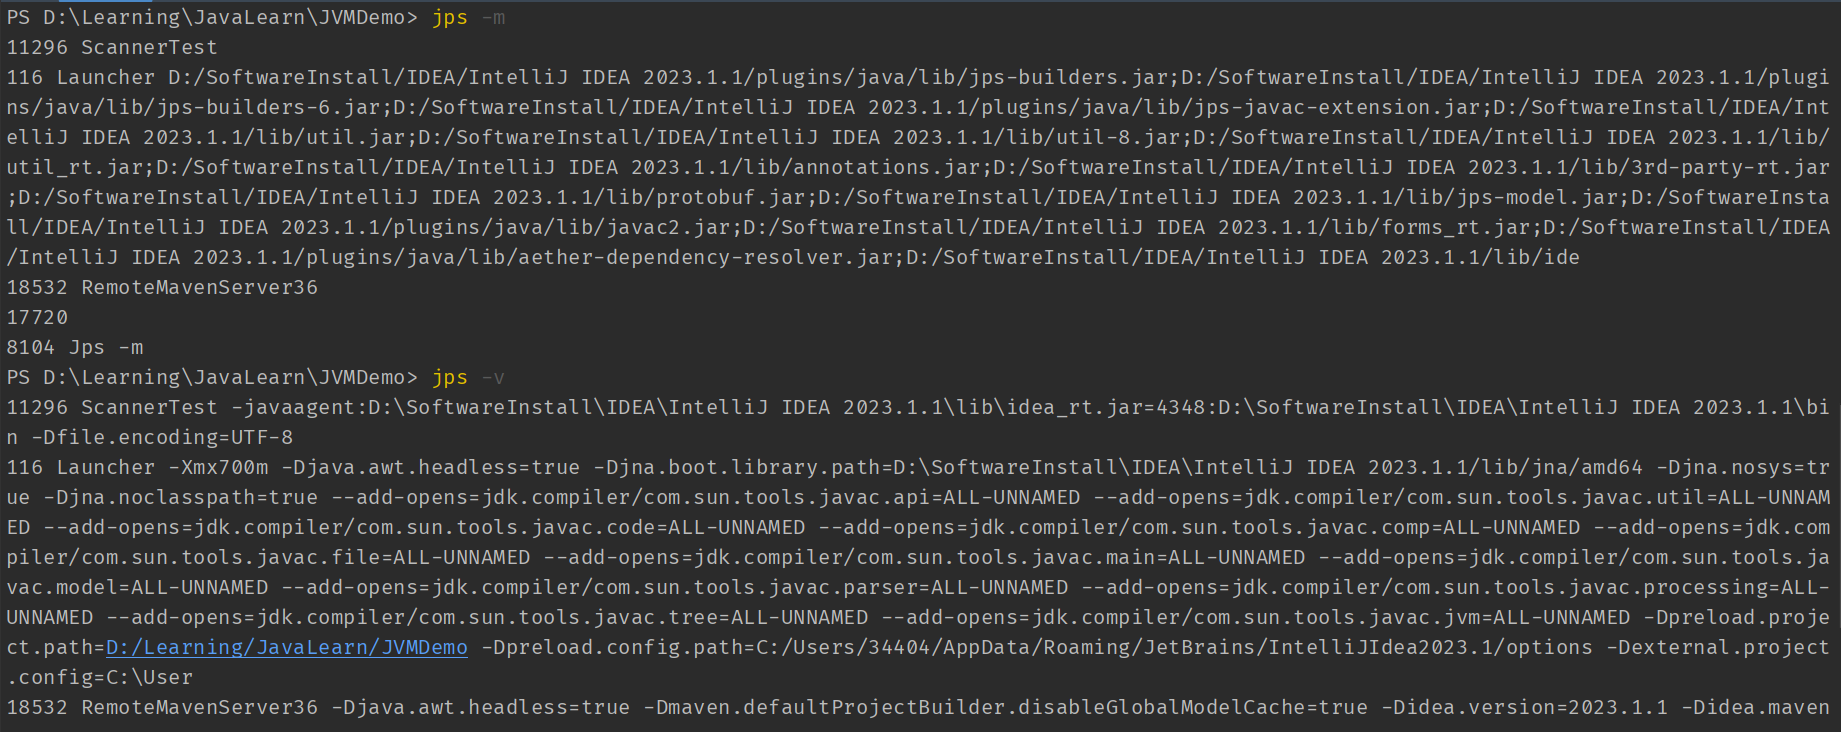 PS D:\Learning\JavaLearn\JVMDemo> jps -m
11296 ScannerTest
116 Launcher D:/SoftwareInstall/IDEA/IntelliJ IDEA 2023.1.1/plugins/java/lib/jps-builders.jar;D:/SoftwareInstall/IDEA/IntelliJ IDEA 2023.1.1/plugi
ns/java/lib/jps-builders-6.jar;D:/SoftwareInstall/IDEA/IntelliJ IDEA 2023.1.1/plugins/java/lib/jps-javac-extension.jar;D:/SoftwareInstall/IDEA/Int
elliJ IDEA 2023.1.1/lib/util.jar;D:/SoftwareInstall/IDEA/IntelliJ IDEA 2023.1.1/lib/util-8.jar;D:/SoftwareInstall/IDEA/IntelliJ IDEA 2023.1.1/lib/
util_rt.jar;D:/SoftwareInstall/IDEA/IntelliJ IDEA 2023.1.1/lib/annotations.jar;D:/SoftwareInstall/IDEA/IntelliJ IDEA 2023.1.1/lib/3rd-party-rt.jar
;D:/SoftwareInstall/IDEA/IntelliJ IDEA 2023.1.1/lib/protobuf.jar;D:/SoftwareInstall/IDEA/IntelliJ IDEA 2023.1.1/lib/jps-model.jar;D:/SoftwareInsta
ll/IDEA/IntelliJ IDEA 2023.1.1/plugins/java/lib/javac2.jar;D:/SoftwareInstall/IDEA/IntelliJ IDEA 2023.1.1/lib/forms_rt.jar;D:/SoftwareInstall/IDEA
/IntelliJ IDEA 2023.1.1/plugins/java/lib/aether-dependency-resolver.jar;D:/SoftwareInstall/IDEA/IntelliJ IDEA 2023.1.1/lib/ide
18532 RemoteMavenServer36
17720
8104 Jps -m
PS D:\Learning\JavaLearn\JVMDemo> jps -v
11296 ScannerTest -javaagent:D:\SoftwareInstall\IDEA\IntelliJ IDEA 2023.1.1\lib\idea_rt.jar=4348:D:\SoftwareInstall\IDEA\IntelliJ IDEA 2023.1.1\bi
n -Dfile.encoding=UTF-8
116 Launcher -Xmx700m -Djava.awt.headless=true -Djna.boot.library.path=D:\SoftwareInstall\IDEA\IntelliJ IDEA 2023.1.1/lib/jna/amd64 -Djna.nosys=tr
ue -Djna.noclasspath=true --add-opens=jdk.compiler/com.sun.tools.javac.api=ALL-UNNAMED --add-opens=jdk.compiler/com.sun.tools.javac.util=ALL-UNNAM
ED --add-opens=jdk.compiler/com.sun.tools.javac.code=ALL-UNNAMED --add-opens=jdk.compiler/com.sun.tools.javac.comp=ALL-UNNAMED --add-opens=jdk.com
piler/com.sun.tools.javac.file=ALL-UNNAMED --add-opens=jdk.compiler/com.sun.tools.javac.main=ALL-UNNAMED --add-opens=jdk.compiler/com.sun.tools.ja
vac.model=ALL-UNNAMED --add-opens=jdk.compiler/com.sun.tools.javac.parser=ALL-UNNAMED --add-opens=jdk.compiler/com.sun.tools.javac.processing=ALL-
UNNAMED --add-opens=jdk.compiler/com.sun.tools.javac.tree=ALL-UNNAMED --add-opens=jdk.compiler/com.sun.tools.javac.jvm=ALL-UNNAMED -Dpreload.proje
ct.path=D:/Learning/JavaLearn/JVMDemo -Dpreload.config.path=C:/Users/34404/AppData/Roaming/JetBrains/IntelliJIdea2023.1/options -Dexternal.project
.config=C:\User
18532 RemoteMavenServer36 -Djava.awt.headless=true -Dmaven.defaultProjectBuilder.disableGlobalModelCache=true -Didea.version=2023.1.1 -Didea.maven